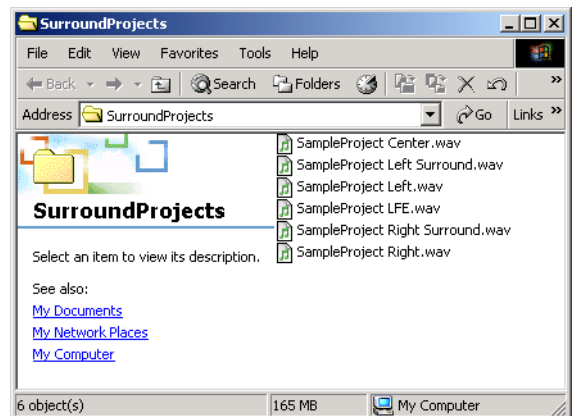 SurroundProjects
File Edit View Favorites Tools Help
Back Search Folders »
Address SurroundProjects Go Links »
SurroundProjects
Select an item to view its description.
See also:
My Documents
My Network Places
My Computer
SampleProject Center.wav
SampleProject Left Surround.wav
SampleProject Left.wav
SampleProject LFE.wav
SampleProject Right Surround.wav
SampleProject Right.wav
6 object(s) 165 MB My Computer